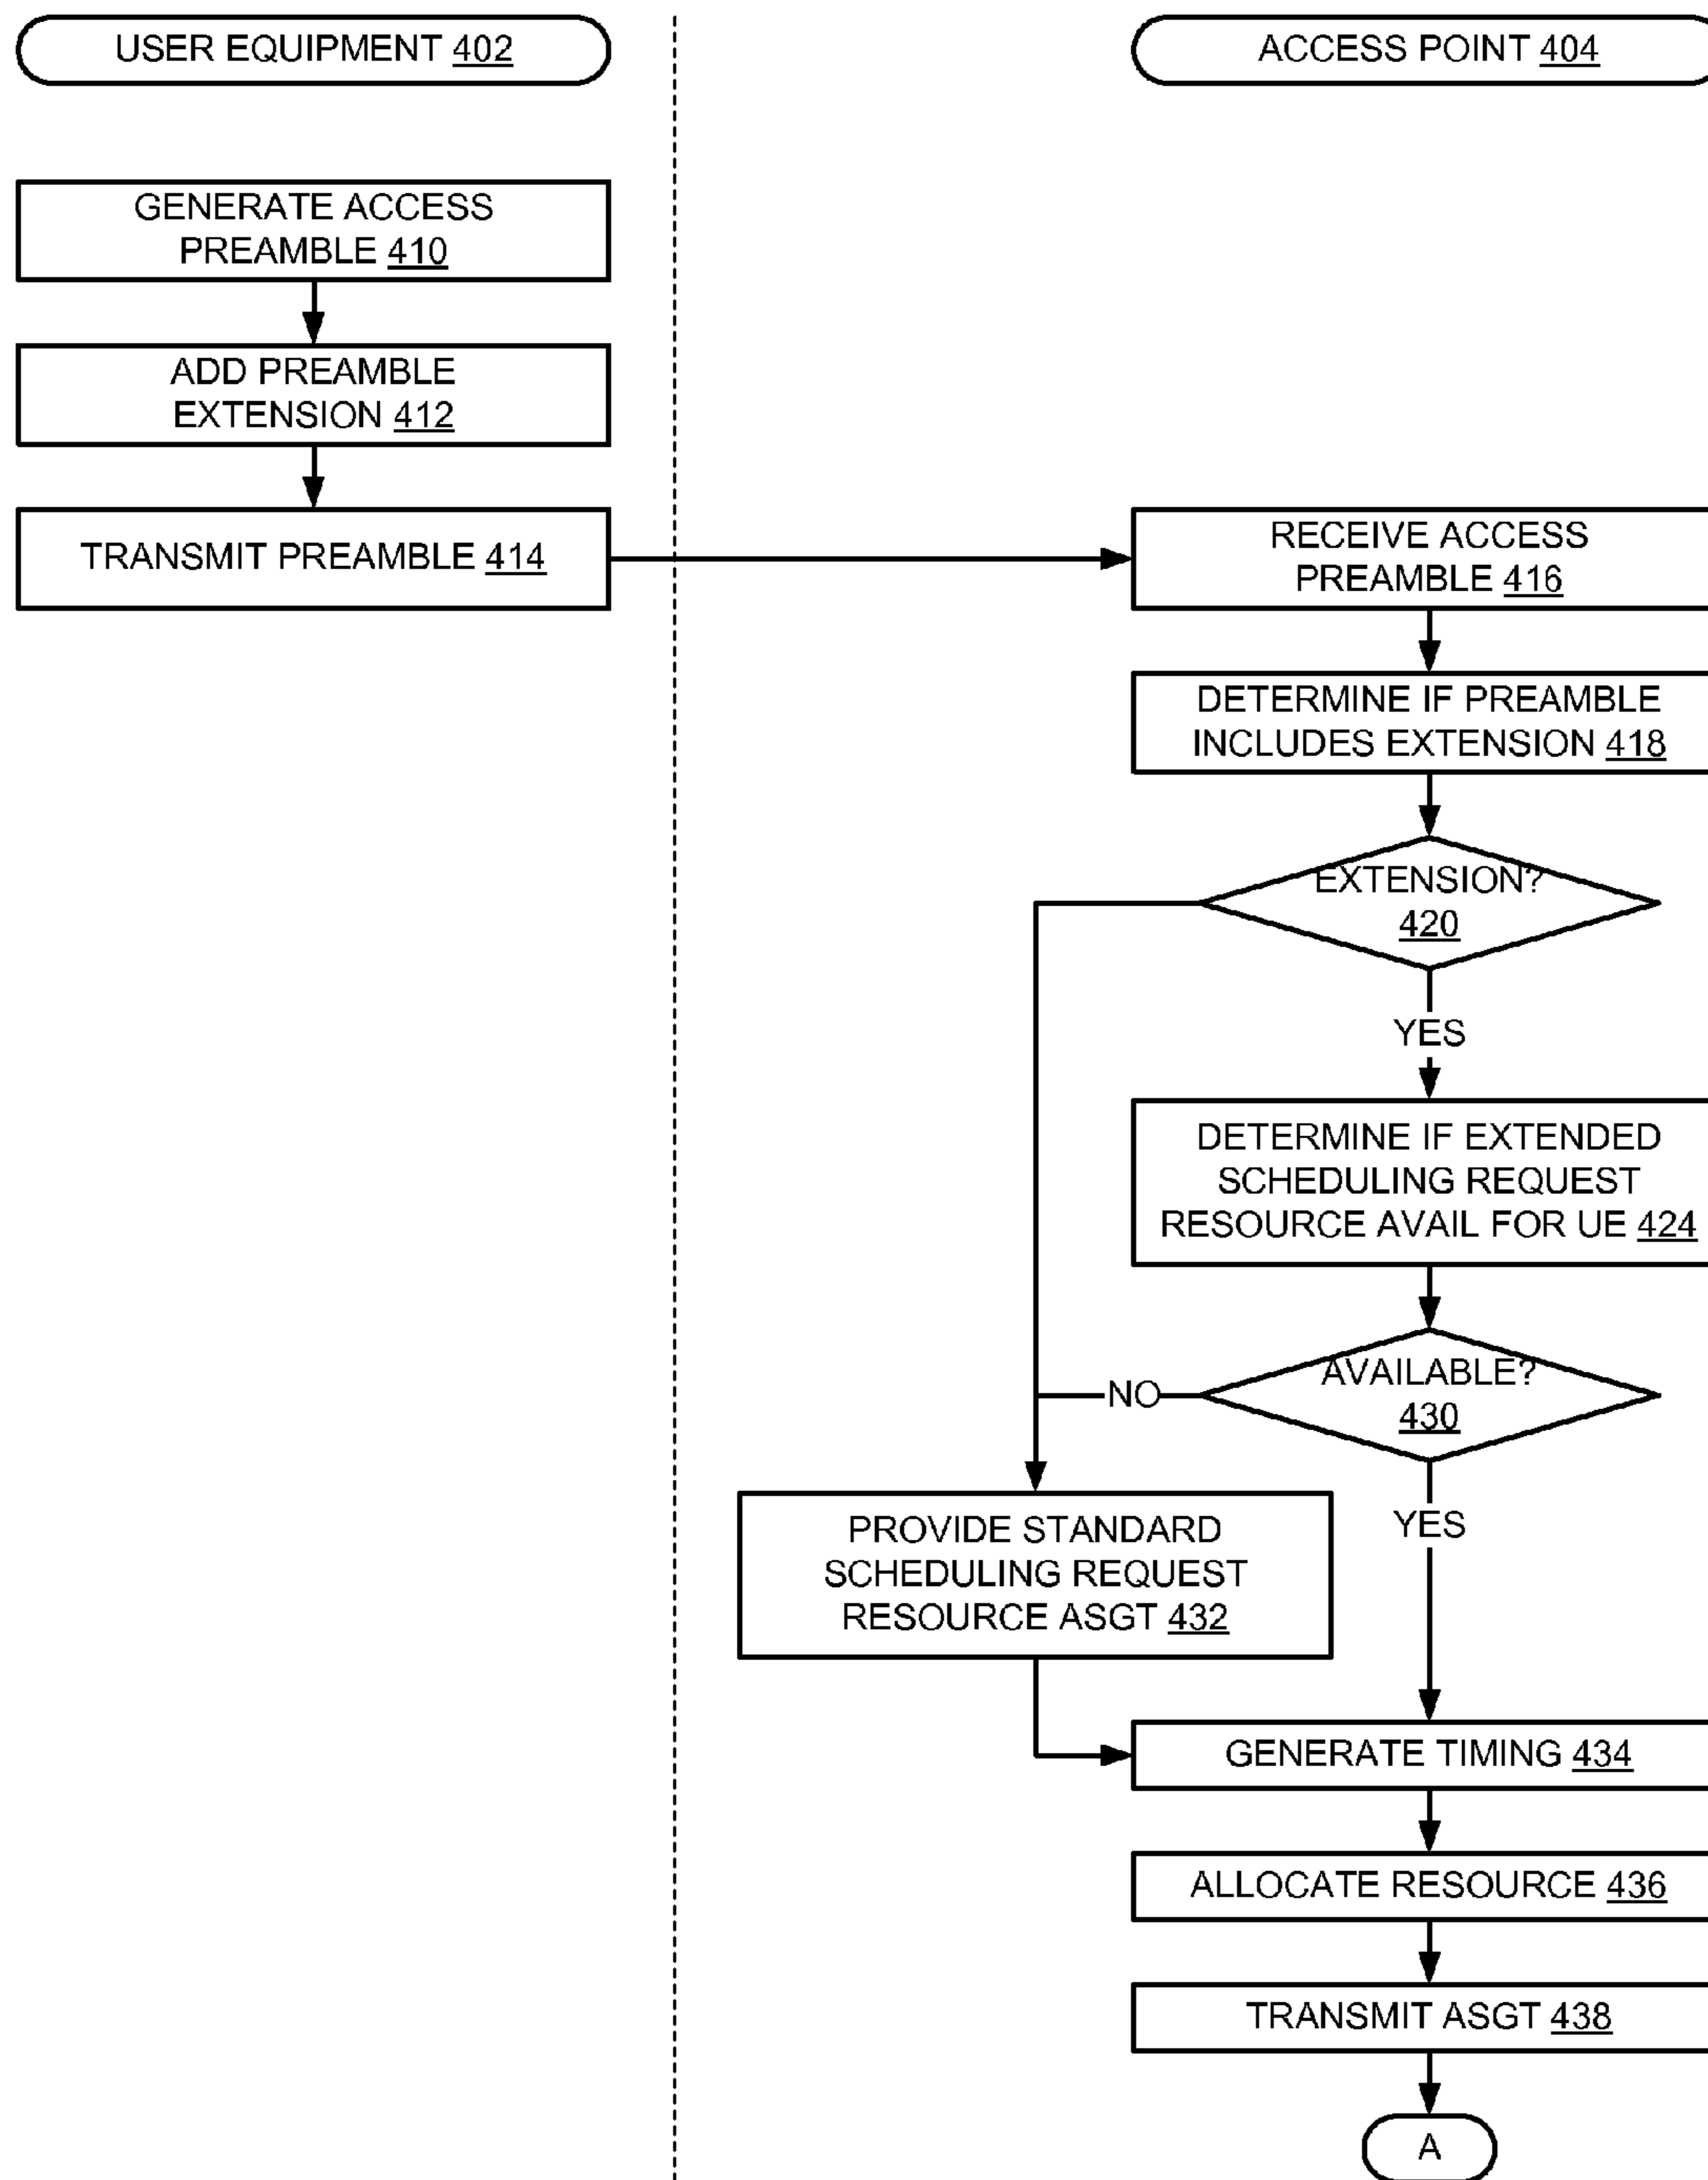 USER EQUIPMENT 402
ACCESS POINT 404
GENERATE ACCESS
PREAMBLE 410
ADD PREAMBLE
EXTENSION 412
TRANSMIT PREAMBLE 414
RECEIVE ACCESS
PREAMBLE 416
DETERMINE IF PREAMBLE
INCLUDES EXTENSION 418
EXTENSION?
420
YES
DETERMINE IF EXTENDED
SCHEDULING REQUEST
RESOURCE AVAIL FOR UE 424
AVAILABLE?
430
NO
YES
PROVIDE STANDARD
SCHEDULING REQUEST
RESOURCE ASGT 432
GENERATE TIMING 434
ALLOCATE RESOURCE 436
TRANSMIT ASGT 438
A